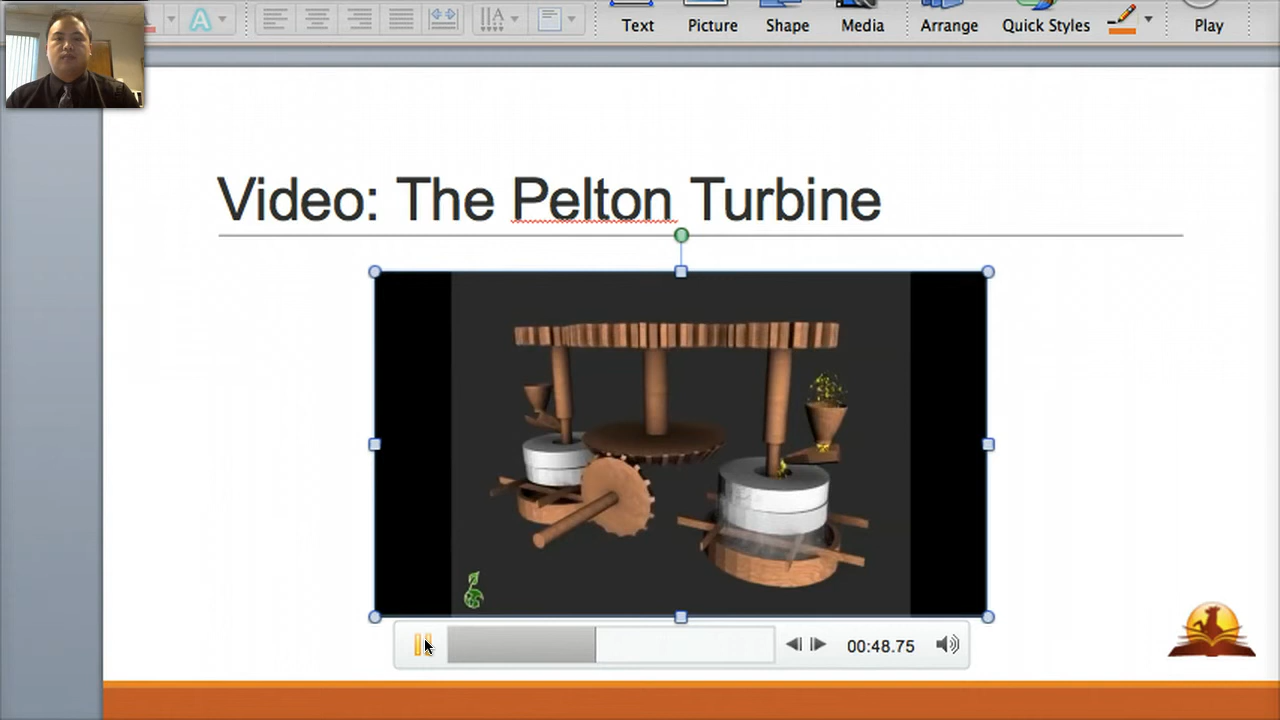 Text Picture Shape Media Arrange Quick Styles Play
A
A
Video: The Pelton Turbine
00:48.75